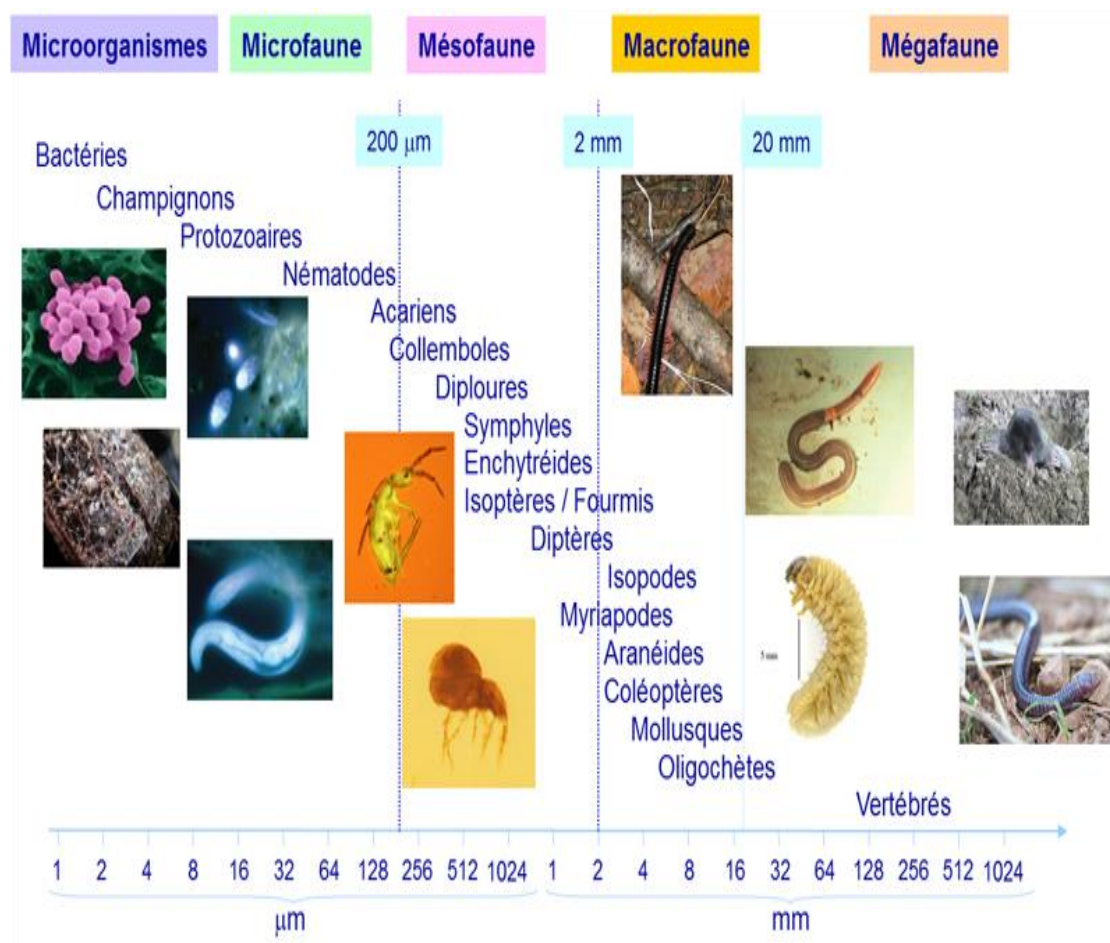 Microorganismes
Microfaune
Mésofaune
Macrofaune
Mégafaune
200 µm
2 mm
20 mm
Bactéries
Champignons
Protozoaires
Nématodes
Acariens
Collemboles
Diploures
Symphyles
Enchytréides
Isoptères / Fourmis
Diptères
Isopodes
Myriapodes
Aranéides
Coléoptères
Mollusques
Oligochètes
Vertébrés
5 mm
1 2 4 8 16 32 64 128 256 512 1024 1 2 4 8 16 32 64 128 256 512 1024
µm
mm